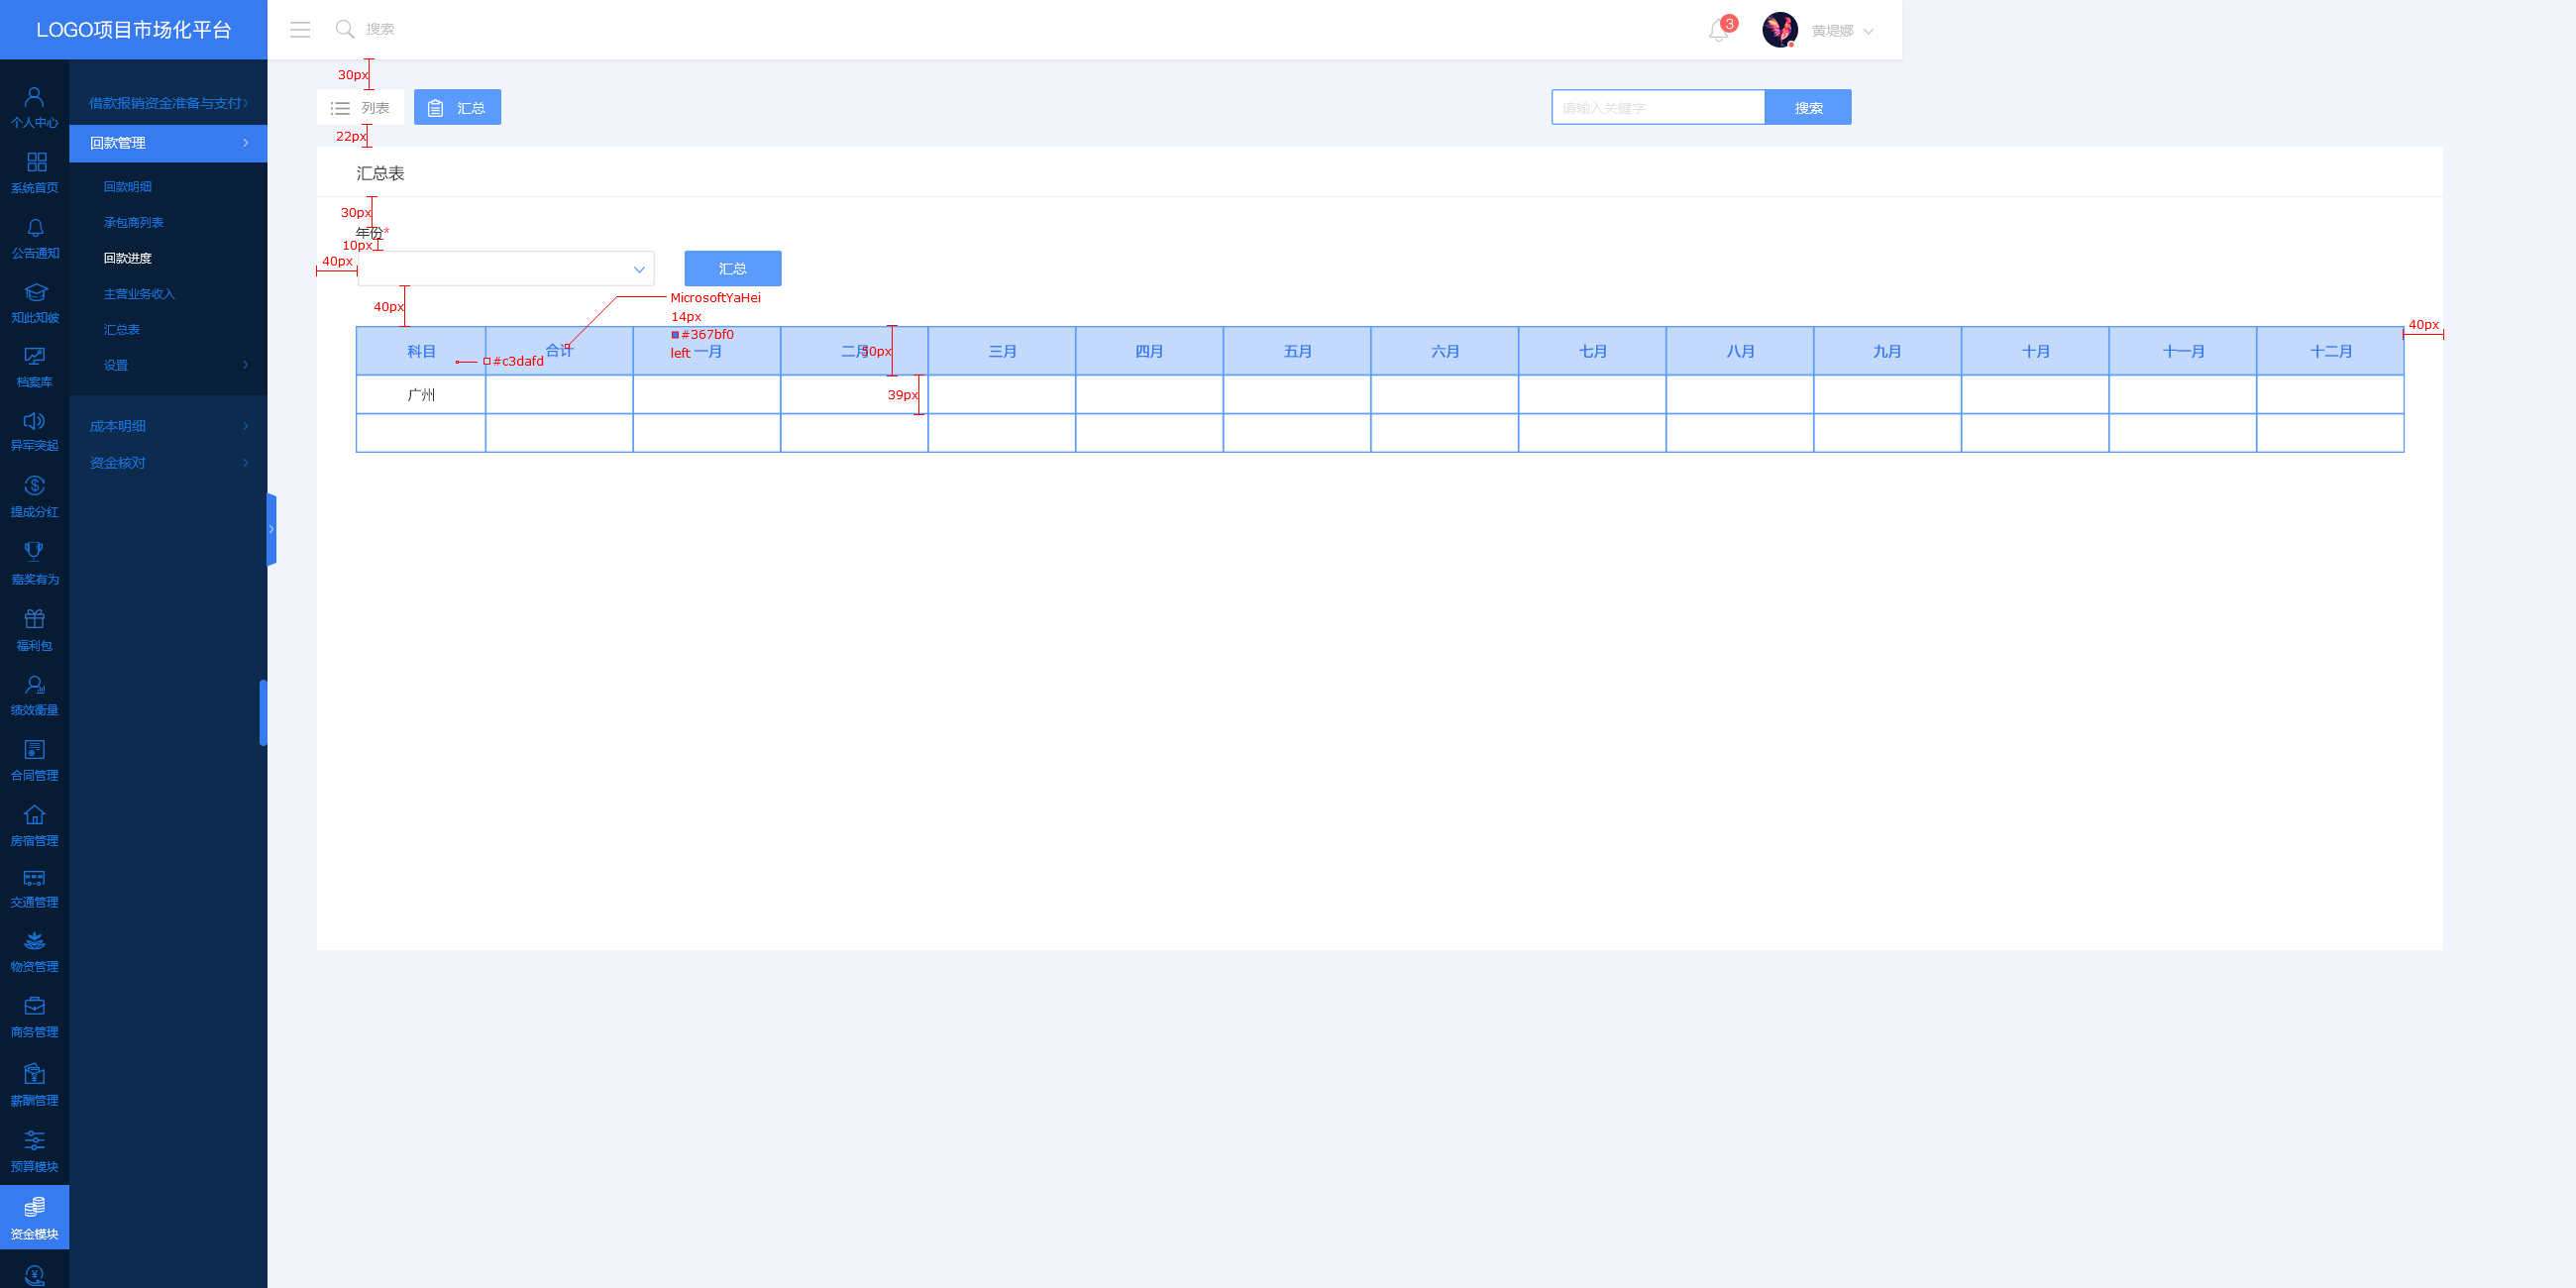 LOGO项目市场化平台
搜索
3
黄堤娜
个人中心
系统首页
公告通知
知此知彼
档案库
异军突起
提成分红
嘉奖有为
福利包
绩效衡量
合同管理
房宿管理
交通管理
物资管理
商务管理
薪酬管理
预算模块
资金模块
借款报销资金准备与支付
回款管理
回款明细
承包商列表
回款进度
主营业务收入
汇总表
设置
成本明细
资金核对
30px
列表
汇总
请输入关键字
搜索
22px
汇总表
30px
年份*
10px
40px
汇总
40px
MicrosoftYaHei
14px
#367bf0
left
40px
科目
合计
一月
二月
三月
四月
五月
六月
七月
八月
九月
十月
十一月
十二月
50px
#c3dafd
广州
39px